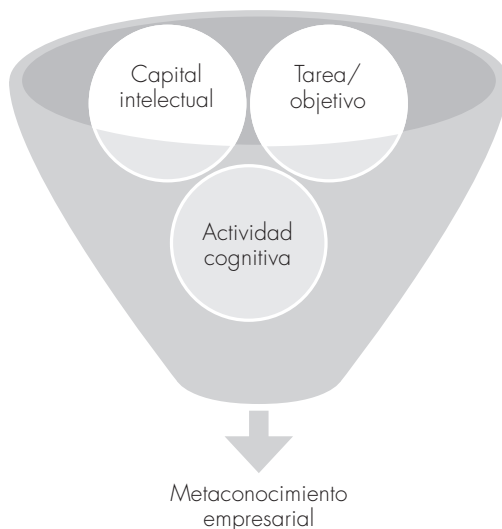 Capital
intelectual
Tarea/
objetivo
Actividad
cognitiva
Metaconocimiento
empresarial